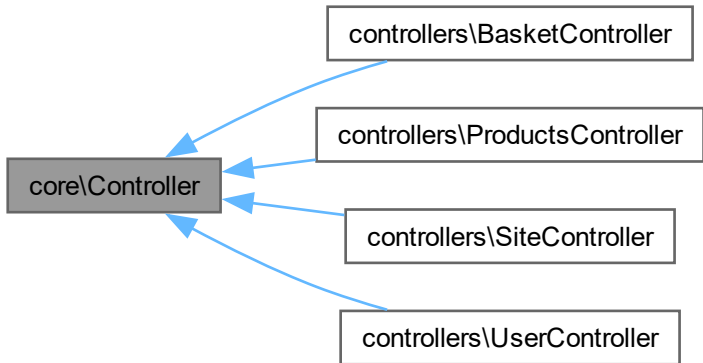 controllers\BasketController
controllers\ProductsController
core\Controller
controllers\SiteController
controllers\UserController